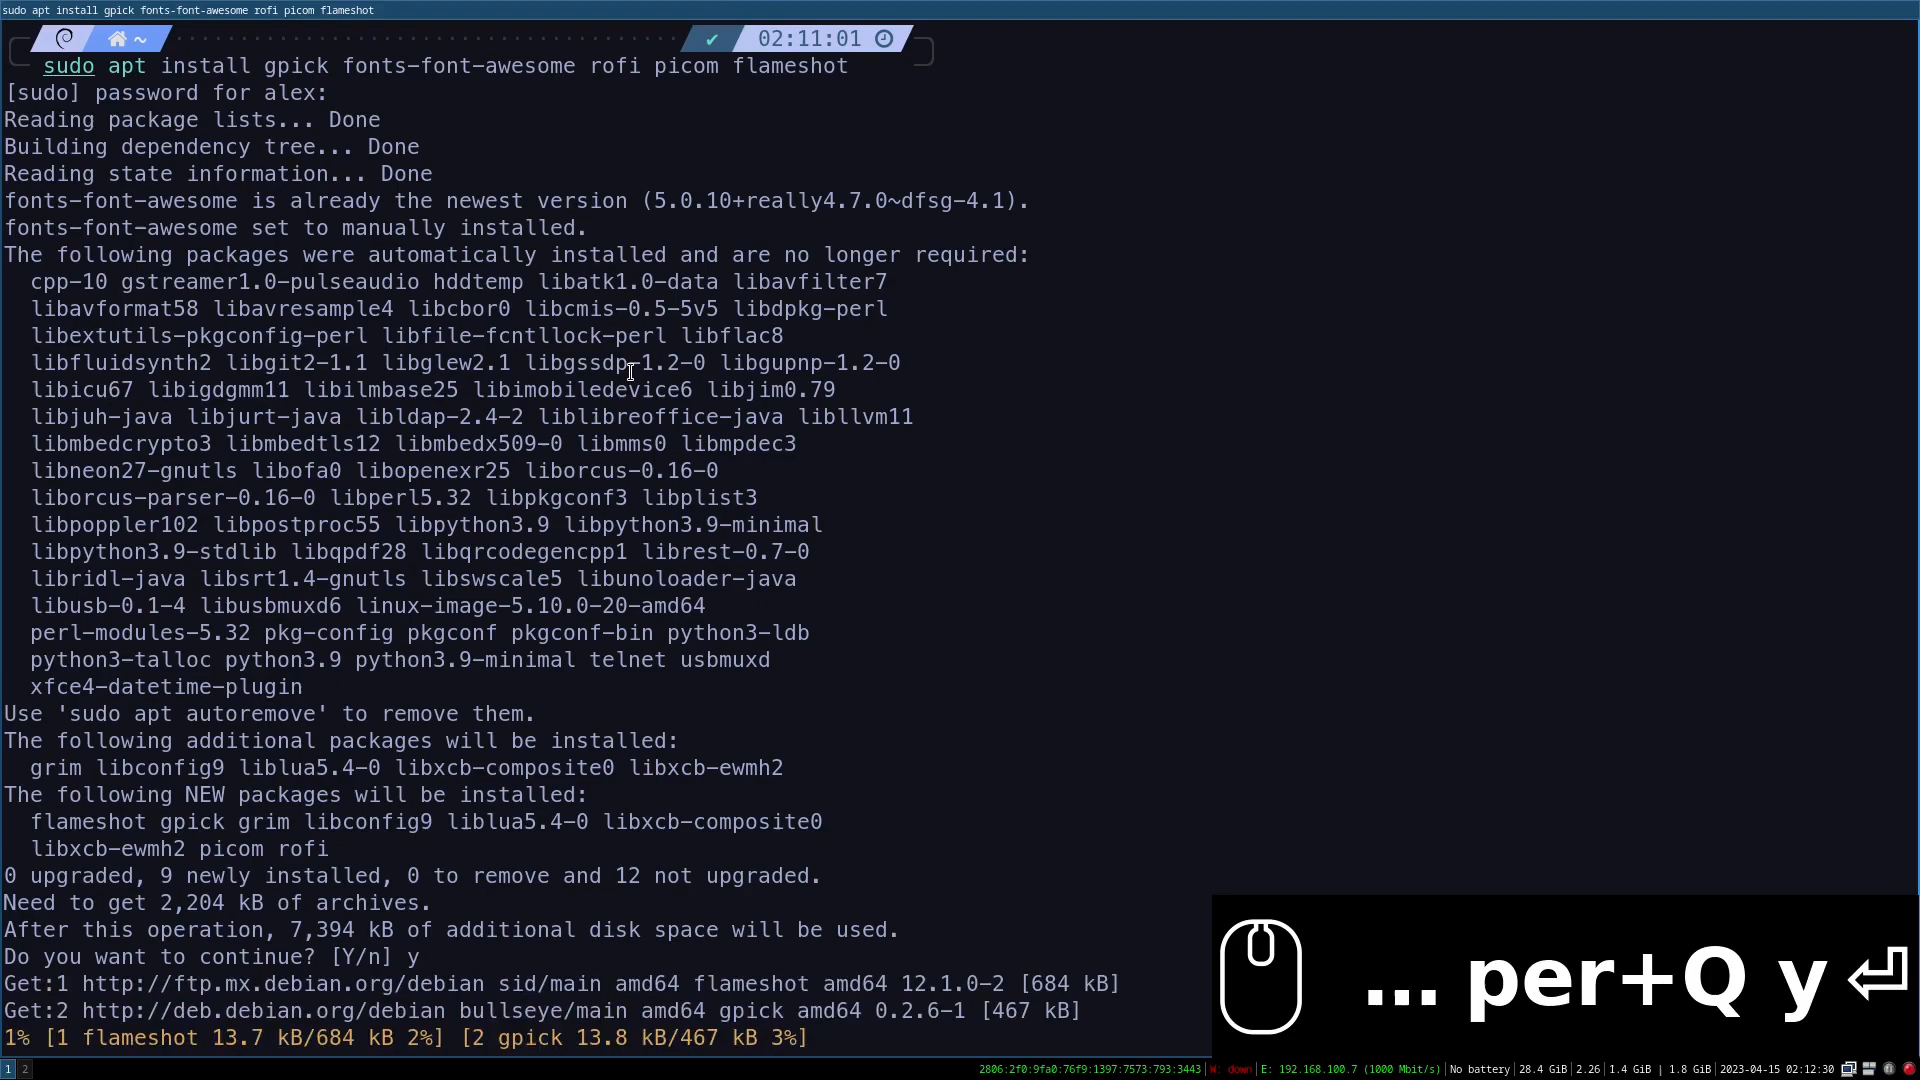 sudo apt install gpick fonts-font-awesome rofi picom flameshot
~
✔ 02:11:01
sudo apt install gpick fonts-font-awesome rofi picom flameshot
[sudo] password for alex:
Reading package lists... Done
Building dependency tree... Done
Reading state information... Done
fonts-font-awesome is already the newest version (5.0.10+really4.7.0~dfsg-4.1).
fonts-font-awesome set to manually installed.
The following packages were automatically installed and are no longer required:
cpp-10 gstreamer1.0-pulseaudio hddtemp libatk1.0-data libavfilter7
libavformat58 libavresample4 libcbor0 libcmis-0.5-5v5 libdpkg-perl
libextutils-pkgconfig-perl libfile-fcntllock-perl libflac8
libfluidsynth2 libgit2-1.1 libglew2.1 libgssdp-1.2-0 libgupnp-1.2-0
libicu67 libigdgmm11 libilmbase25 libimobiledevice6 libjim0.79
libjuh-java libjurt-java libldap-2.4-2 liblibreoffice-java libllvm11
libmbedcrypto3 libmbedtls12 libmbedx509-0 libmms0 libmpdec3
libneon27-gnutls libofa0 libopenexr25 liborcus-0.16-0
liborcus-parser-0.16-0 libperl5.32 libpkgconf3 libplist3
libpoppler102 libpostproc55 libpython3.9 libpython3.9-minimal
libpython3.9-stdlib libqpdf28 libqrcodegencpp1 librest-0.7-0
libridl-java libsrt1.4-gnutls libswscale5 libunoloader-java
libusb-0.1-4 libusbmuxd6 linux-image-5.10.0-20-amd64
perl-modules-5.32 pkg-config pkgconf pkgconf-bin python3-ldb
python3-talloc python3.9 python3.9-minimal telnet usbmuxd
xfce4-datetime-plugin
Use 'sudo apt autoremove' to remove them.
The following additional packages will be installed:
grim libconfig9 liblua5.4-0 libxcb-composite0 libxcb-ewmh2
The following NEW packages will be installed:
flameshot gpick grim libconfig9 liblua5.4-0 libxcb-composite0
libxcb-ewmh2 picom rofi
0 upgraded, 9 newly installed, 0 to remove and 12 not upgraded.
Need to get 2,204 kB of archives.
After this operation, 7,394 kB of additional disk space will be used.
Do you want to continue? [Y/n] y
Get:1 http://ftp.mx.debian.org/debian sid/main amd64 flameshot amd64 12.1.0-2 [684 kB]
Get:2 http://deb.debian.org/debian bullseye/main amd64 gpick amd64 0.2.6-1 [467 kB]
1% [1 flameshot 13.7 kB/684 kB 2%] [2 gpick 13.8 kB/467 kB 3%]
... per+Q y ⏎
1 2
2806:2f0:9fa0:76f9:1397:7573:793:3443 | W: down | E: 192.168.100.7 (1000 Mbit/s) | No battery | 28.4 GiB | 2.26 | 1.4 GiB | 1.8 GiB | 2023-04-15 02:12:30